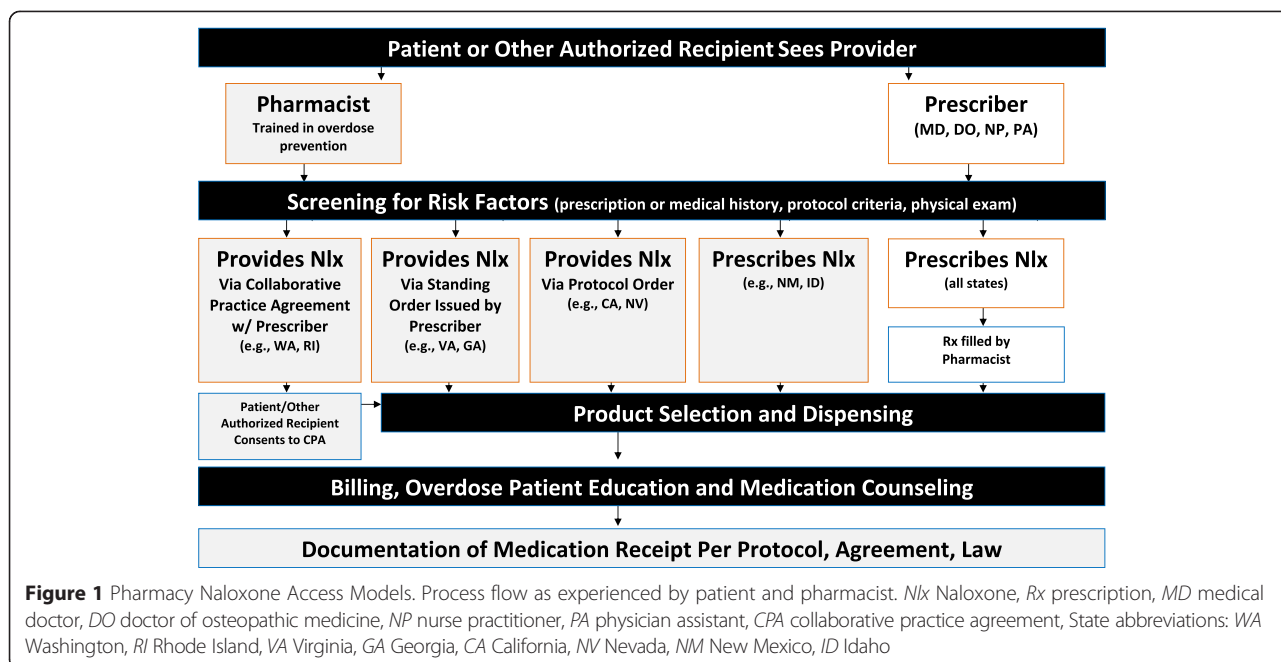 Patient or Other Authorized Recipient Sees Provider
Pharmacist
Trained in overdose
prevention
Prescriber
(MD, DO, NP, PA)
Screening for Risk Factors (prescription or medical history, protocol criteria, physical exam)
Provides Nlx
Via Collaborative
Practice Agreement
w/ Prescriber
(e.g., WA, RI)
Provides Nlx
Via Standing
Order Issued by
Prescriber
(e.g., VA, GA)
Provides Nlx
Via Protocol Order
(e.g., CA, NV)
Prescribes Nlx
(e.g., NM, ID)
Prescribes Nlx
(all states)
Rx filled by
Pharmacist
Patient/Other
Authorized Recipient
Consents to CPA
Product Selection and Dispensing
Billing, Overdose Patient Education and Medication Counseling
Documentation of Medication Receipt Per Protocol, Agreement, Law
Figure 1 Pharmacy Naloxone Access Models. Process flow as experienced by patient and pharmacist. Nlx Naloxone, Rx prescription, MD medical
doctor, DO doctor of osteopathic medicine, NP nurse practitioner, PA physician assistant, CPA collaborative practice agreement, State abbreviations: WA
Washington, RI Rhode Island, VA Virginia, GA Georgia, CA California, NV Nevada, NM New Mexico, ID Idaho